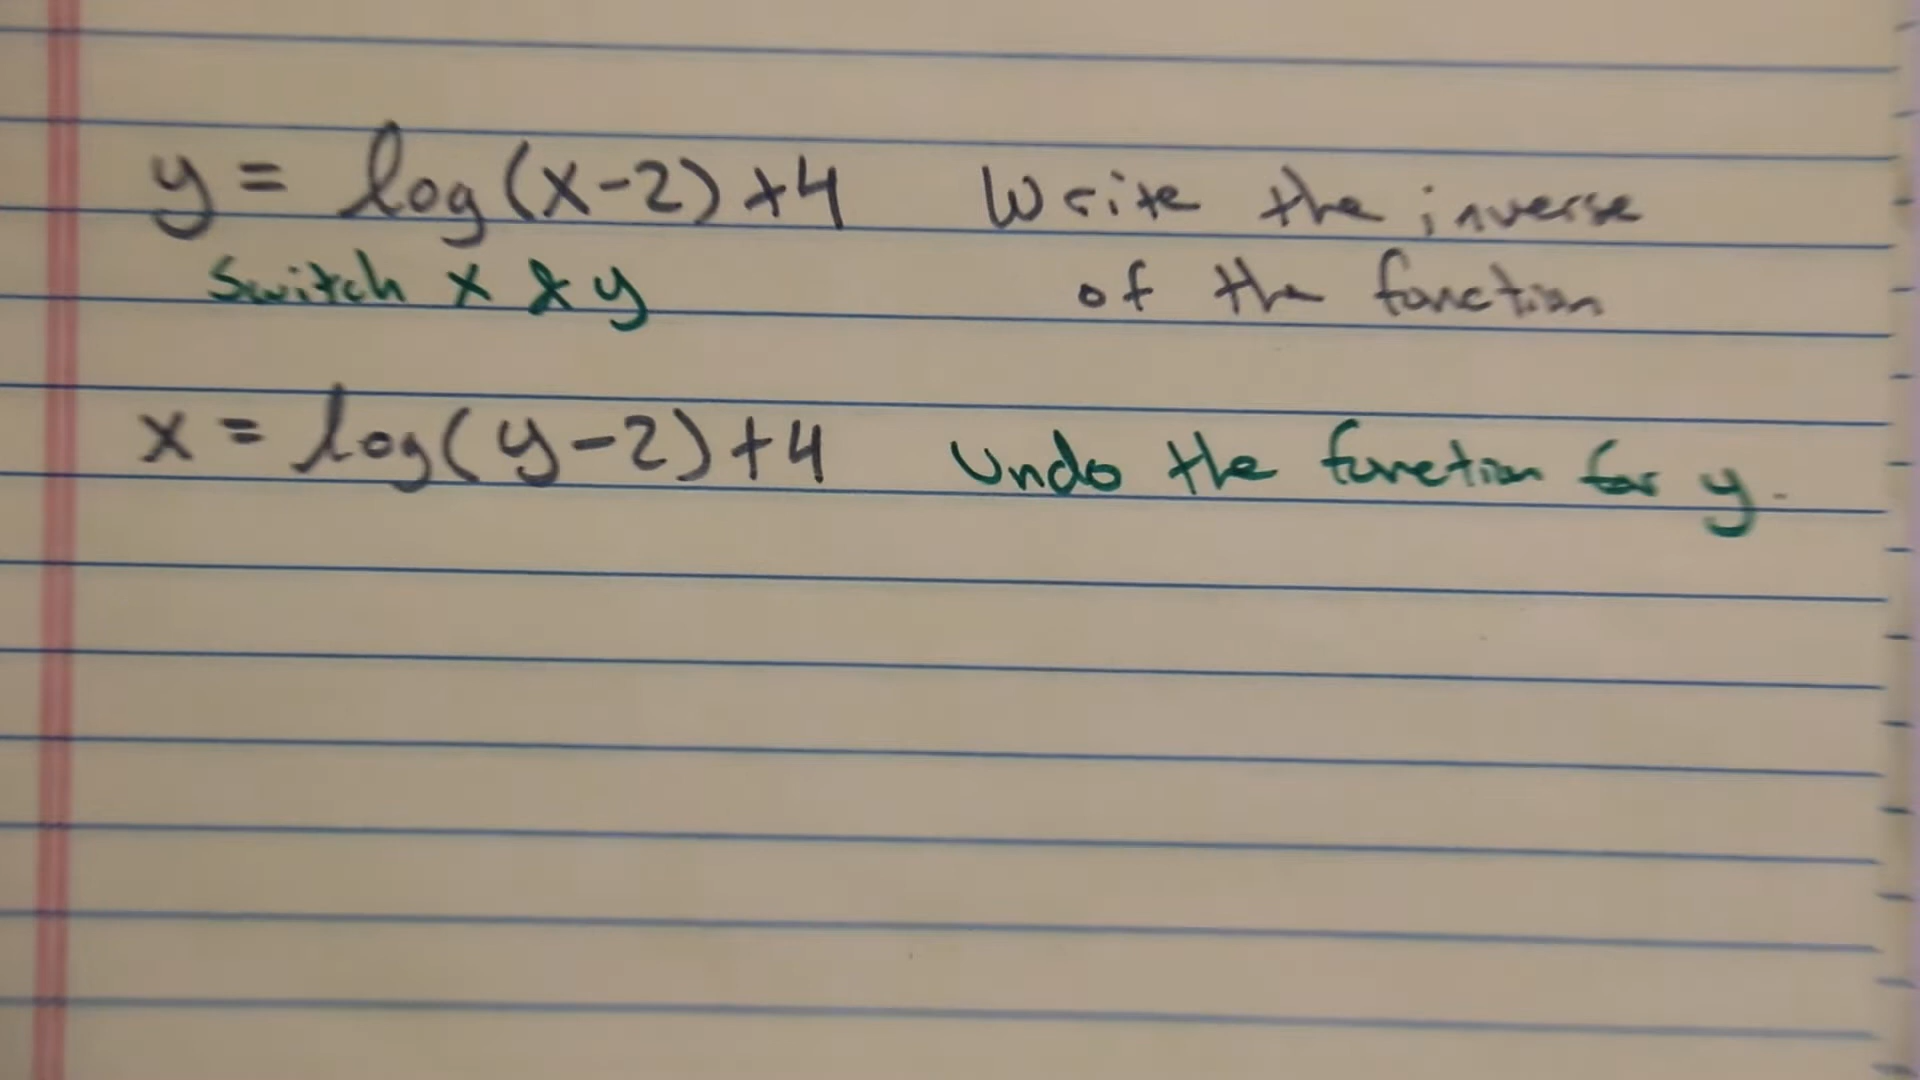 y = log(x-2)+4 Write the inverse
switch x & y of the function
x = log(y-2)+4 Undo the function for y.